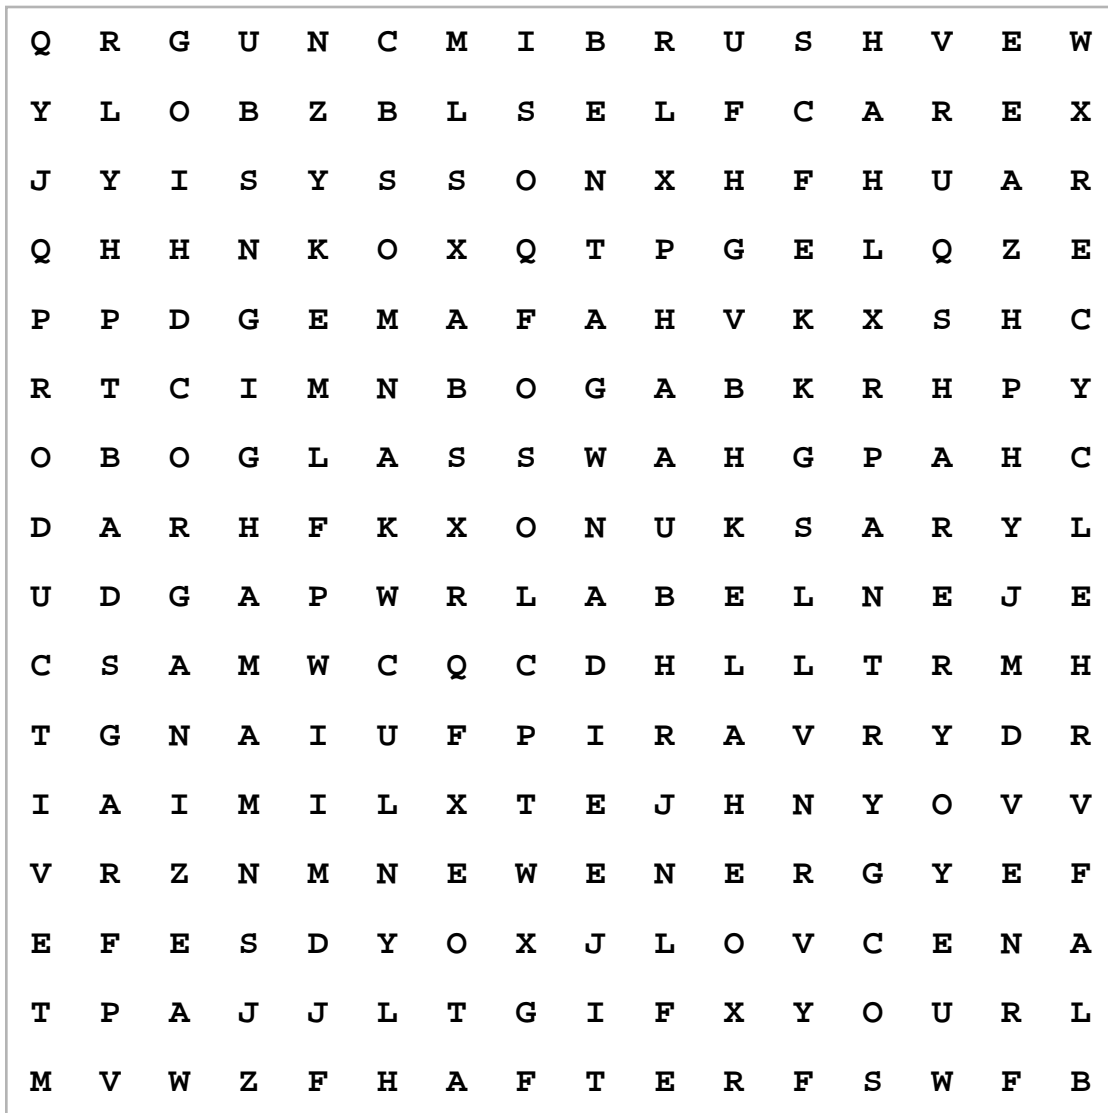 Q R G U N C M I B R U S H V E W
Y L O B Z B L S E L F C A R E X
J Y I S Y S S O N X H F H U A R
Q H H N K O X Q T P G E L Q Z E
P P D G E M A F A H V K X S H C
R T C I M N B O G A B K R H P Y
O B O G L A S S W A H G P A H C
D A R H F K X O N U K S A R Y L
U D G A P W R L A B E L N E J E
C S A M W C Q C D H L L T R M H
T G N A I U F P I R A V R Y D R
I A I M I L X T E J H N Y O V V
V R Z N M N E W E N E R G Y E F
E F E S D Y O X J L O V C E N A
T P A J J L T G I F X Y O U R L
M V W Z F H A F T E R F S W F B